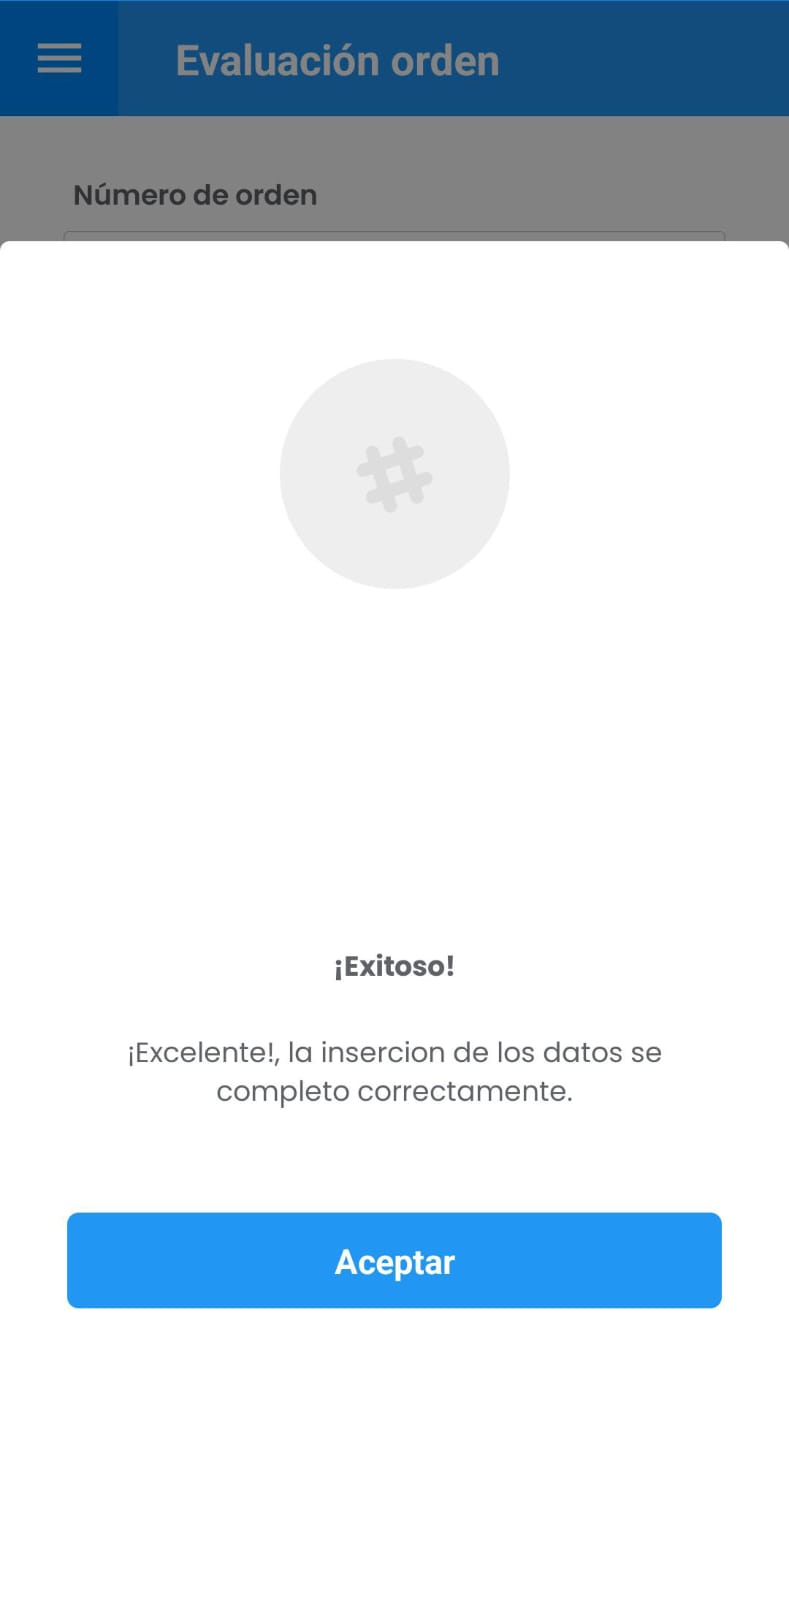 Evaluación orden
Número de orden
#
¡Exitoso!
¡Excelente!, la insercion de los datos se
completo correctamente.
Aceptar